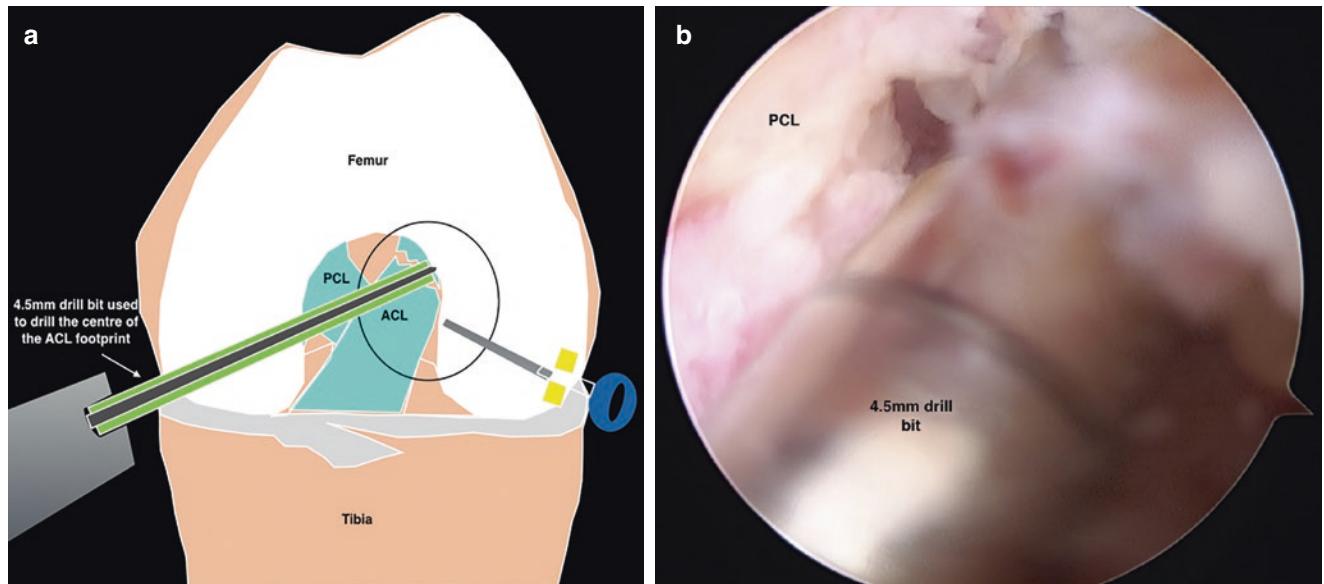 a
Femur
PCL
ACL
4.5mm drill bit used
to drill the centre of
the ACL footprint
Tibia
b
PCL
4.5mm drill
bit